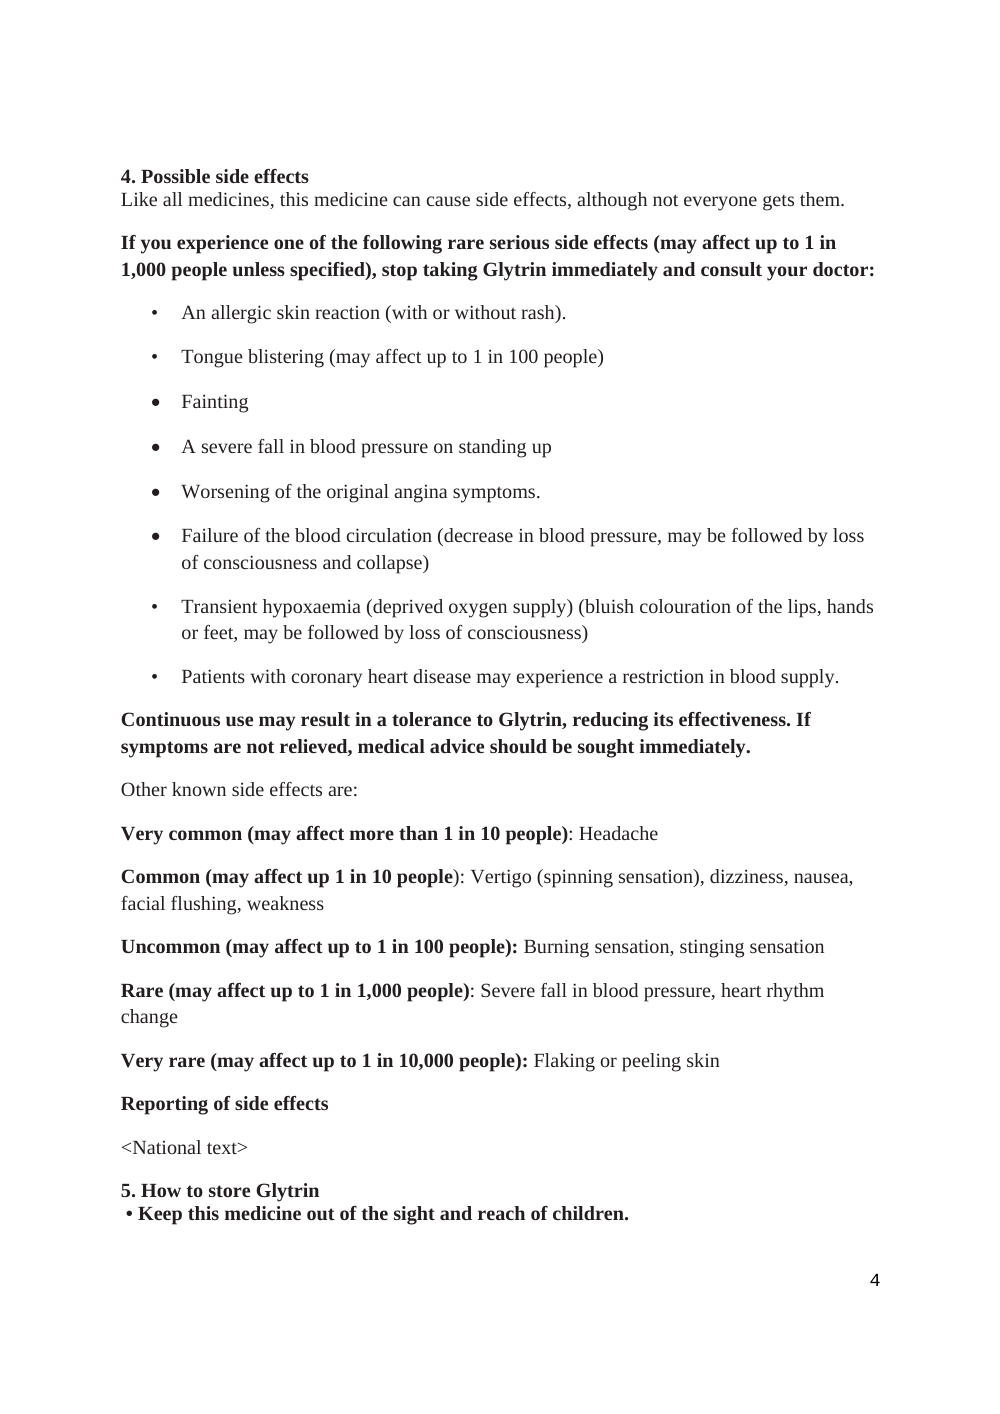 4. Possible side effects
Like all medicines, this medicine can cause side effects, although not everyone gets them.
If you experience one of the following rare serious side effects (may affect up to 1 in
1,000 people unless specified), stop taking Glytrin immediately and consult your doctor:
• An allergic skin reaction (with or without rash).
• Tongue blistering (may affect up to 1 in 100 people)
• Fainting
• A severe fall in blood pressure on standing up
• Worsening of the original angina symptoms.
• Failure of the blood circulation (decrease in blood pressure, may be followed by loss
of consciousness and collapse)
• Transient hypoxaemia (deprived oxygen supply) (bluish colouration of the lips, hands
or feet, may be followed by loss of consciousness)
• Patients with coronary heart disease may experience a restriction in blood supply.
Continuous use may result in a tolerance to Glytrin, reducing its effectiveness. If
symptoms are not relieved, medical advice should be sought immediately.
Other known side effects are:
Very common (may affect more than 1 in 10 people): Headache
Common (may affect up 1 in 10 people): Vertigo (spinning sensation), dizziness, nausea,
facial flushing, weakness
Uncommon (may affect up to 1 in 100 people): Burning sensation, stinging sensation
Rare (may affect up to 1 in 1,000 people): Severe fall in blood pressure, heart rhythm
change
Very rare (may affect up to 1 in 10,000 people): Flaking or peeling skin
Reporting of side effects
<National text>
5. How to store Glytrin
• Keep this medicine out of the sight and reach of children.
4